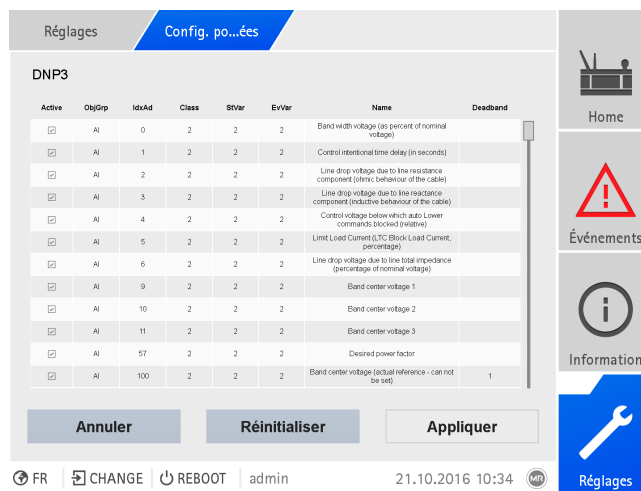 Réglages
Config. po...ées
DNP3
Active ObjGrp IdxAd Class StVar EvVar Name Deadband
AI 0 2 2 2 Band width voltage (as percent of nominal
voltage)
AI 1 2 2 2 Control intentional time delay (in seconds)
AI 2 2 2 2 Line drop voltage due to line resistance
component (ohmic behaviour of the cable)
AI 3 2 2 2 Line drop voltage due to line reactance
component (inductive behaviour of the cable)
AI 4 2 2 2 Control voltage below which auto Lower
commands blocked (relative)
AI 5 2 2 2 Limit Load Current (LTC Block Load Current,
percentage)
AI 6 2 2 2 Line drop voltage due to line total impedance
(percentage of nominal voltage)
AI 9 2 2 2 Band center voltage 1
AI 10 2 2 2 Band center voltage 2
AI 11 2 2 2 Band center voltage 3
AI 57 2 2 2 Desired power factor
AI 100 2 2 2 Band center voltage (actual reference - can not
be set) 1
Annuler Réinitialiser Appliquer
FR CHANGE REBOOT admin 21.10.2016 10:34 MR
Home
Événements
Information
Réglages